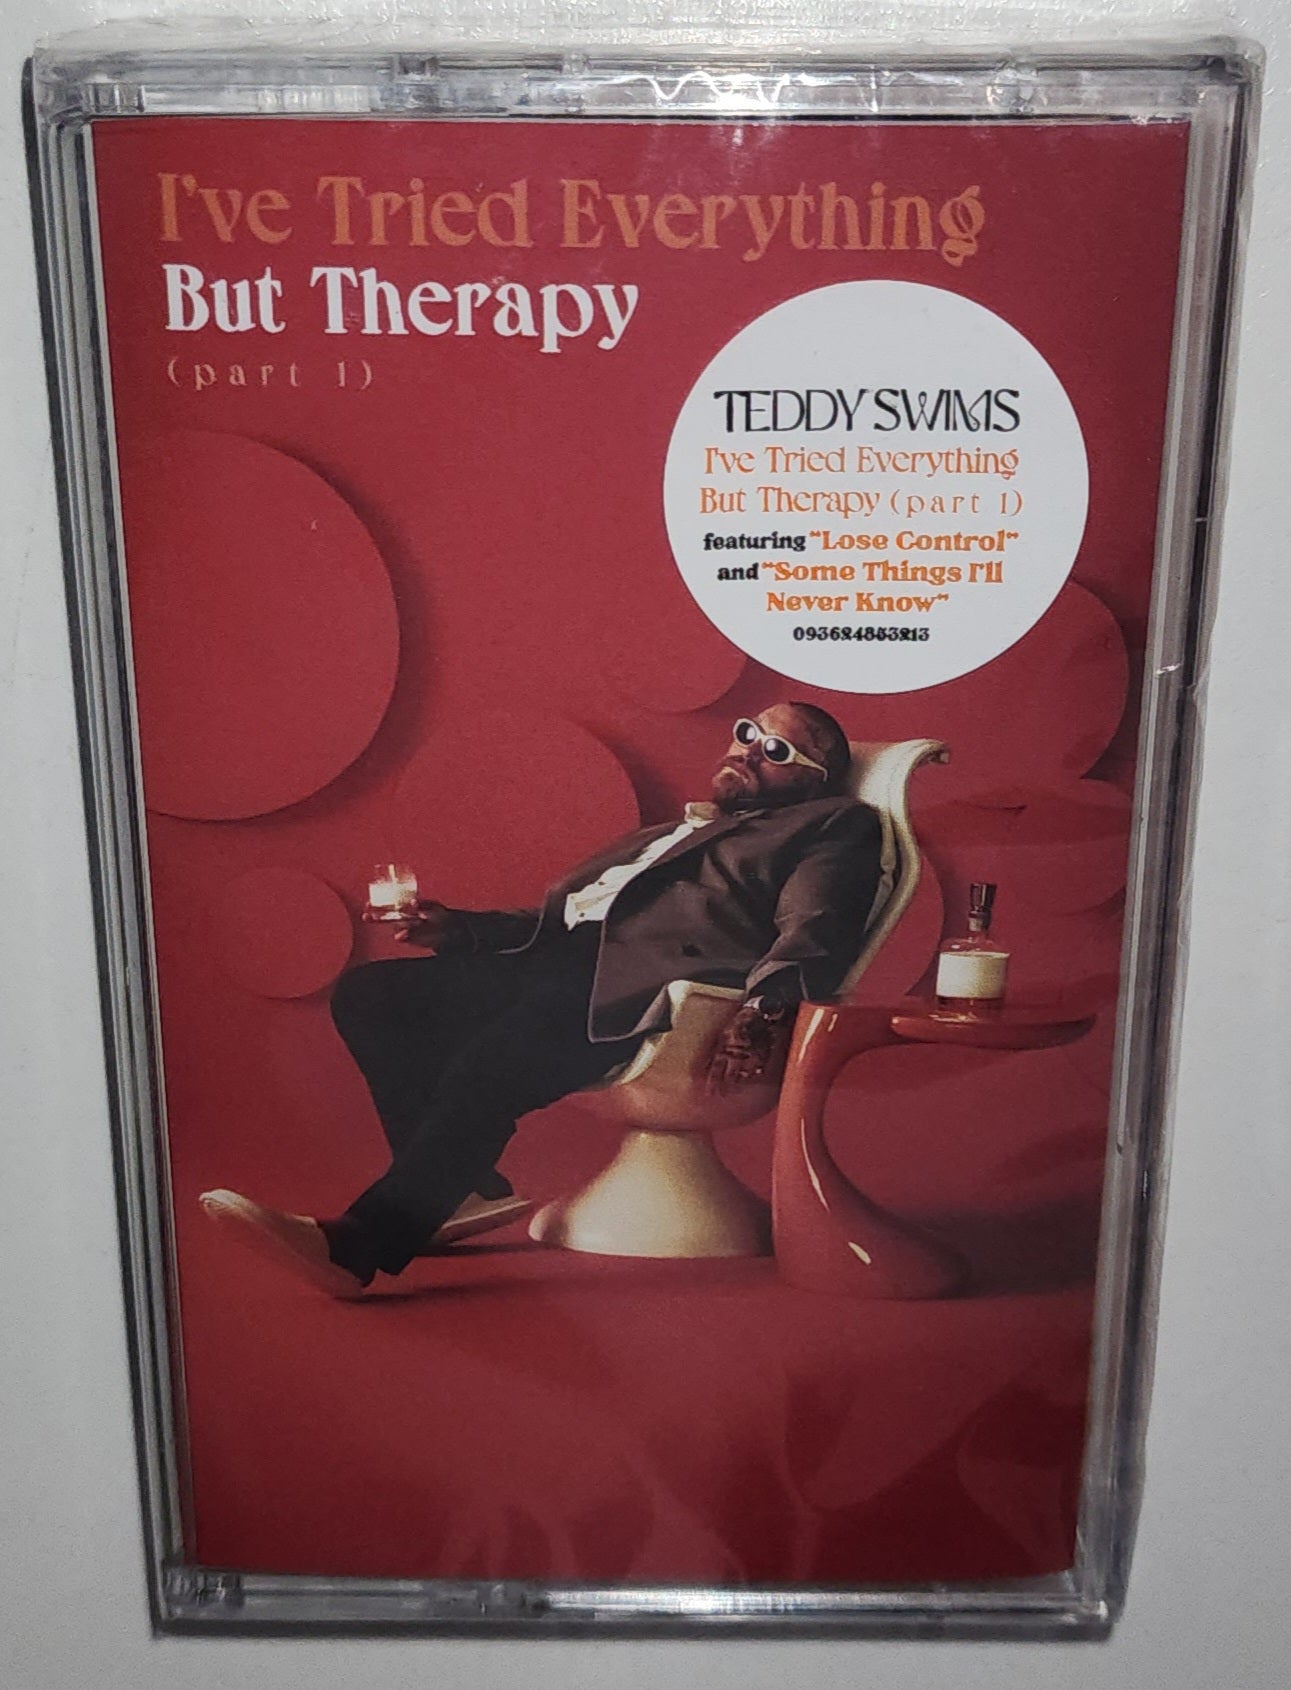 I've Tried Everything
But Therapy
(part 1)
TEDDY SWIMS
I've Tried Everything
But Therapy (part 1)
featuring "Lose Control"
and "Some Things I'll
Never Know"